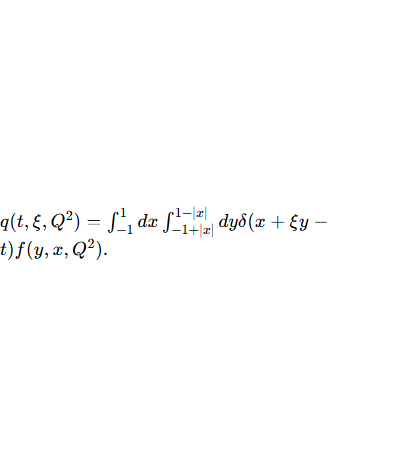 q(t, ξ, Q²) = ∫₋₁¹ dx ∫₋₁₊|ₓ|¹⁻|ˣ| dyδ(x + ξy −
t)f(y, x, Q²).